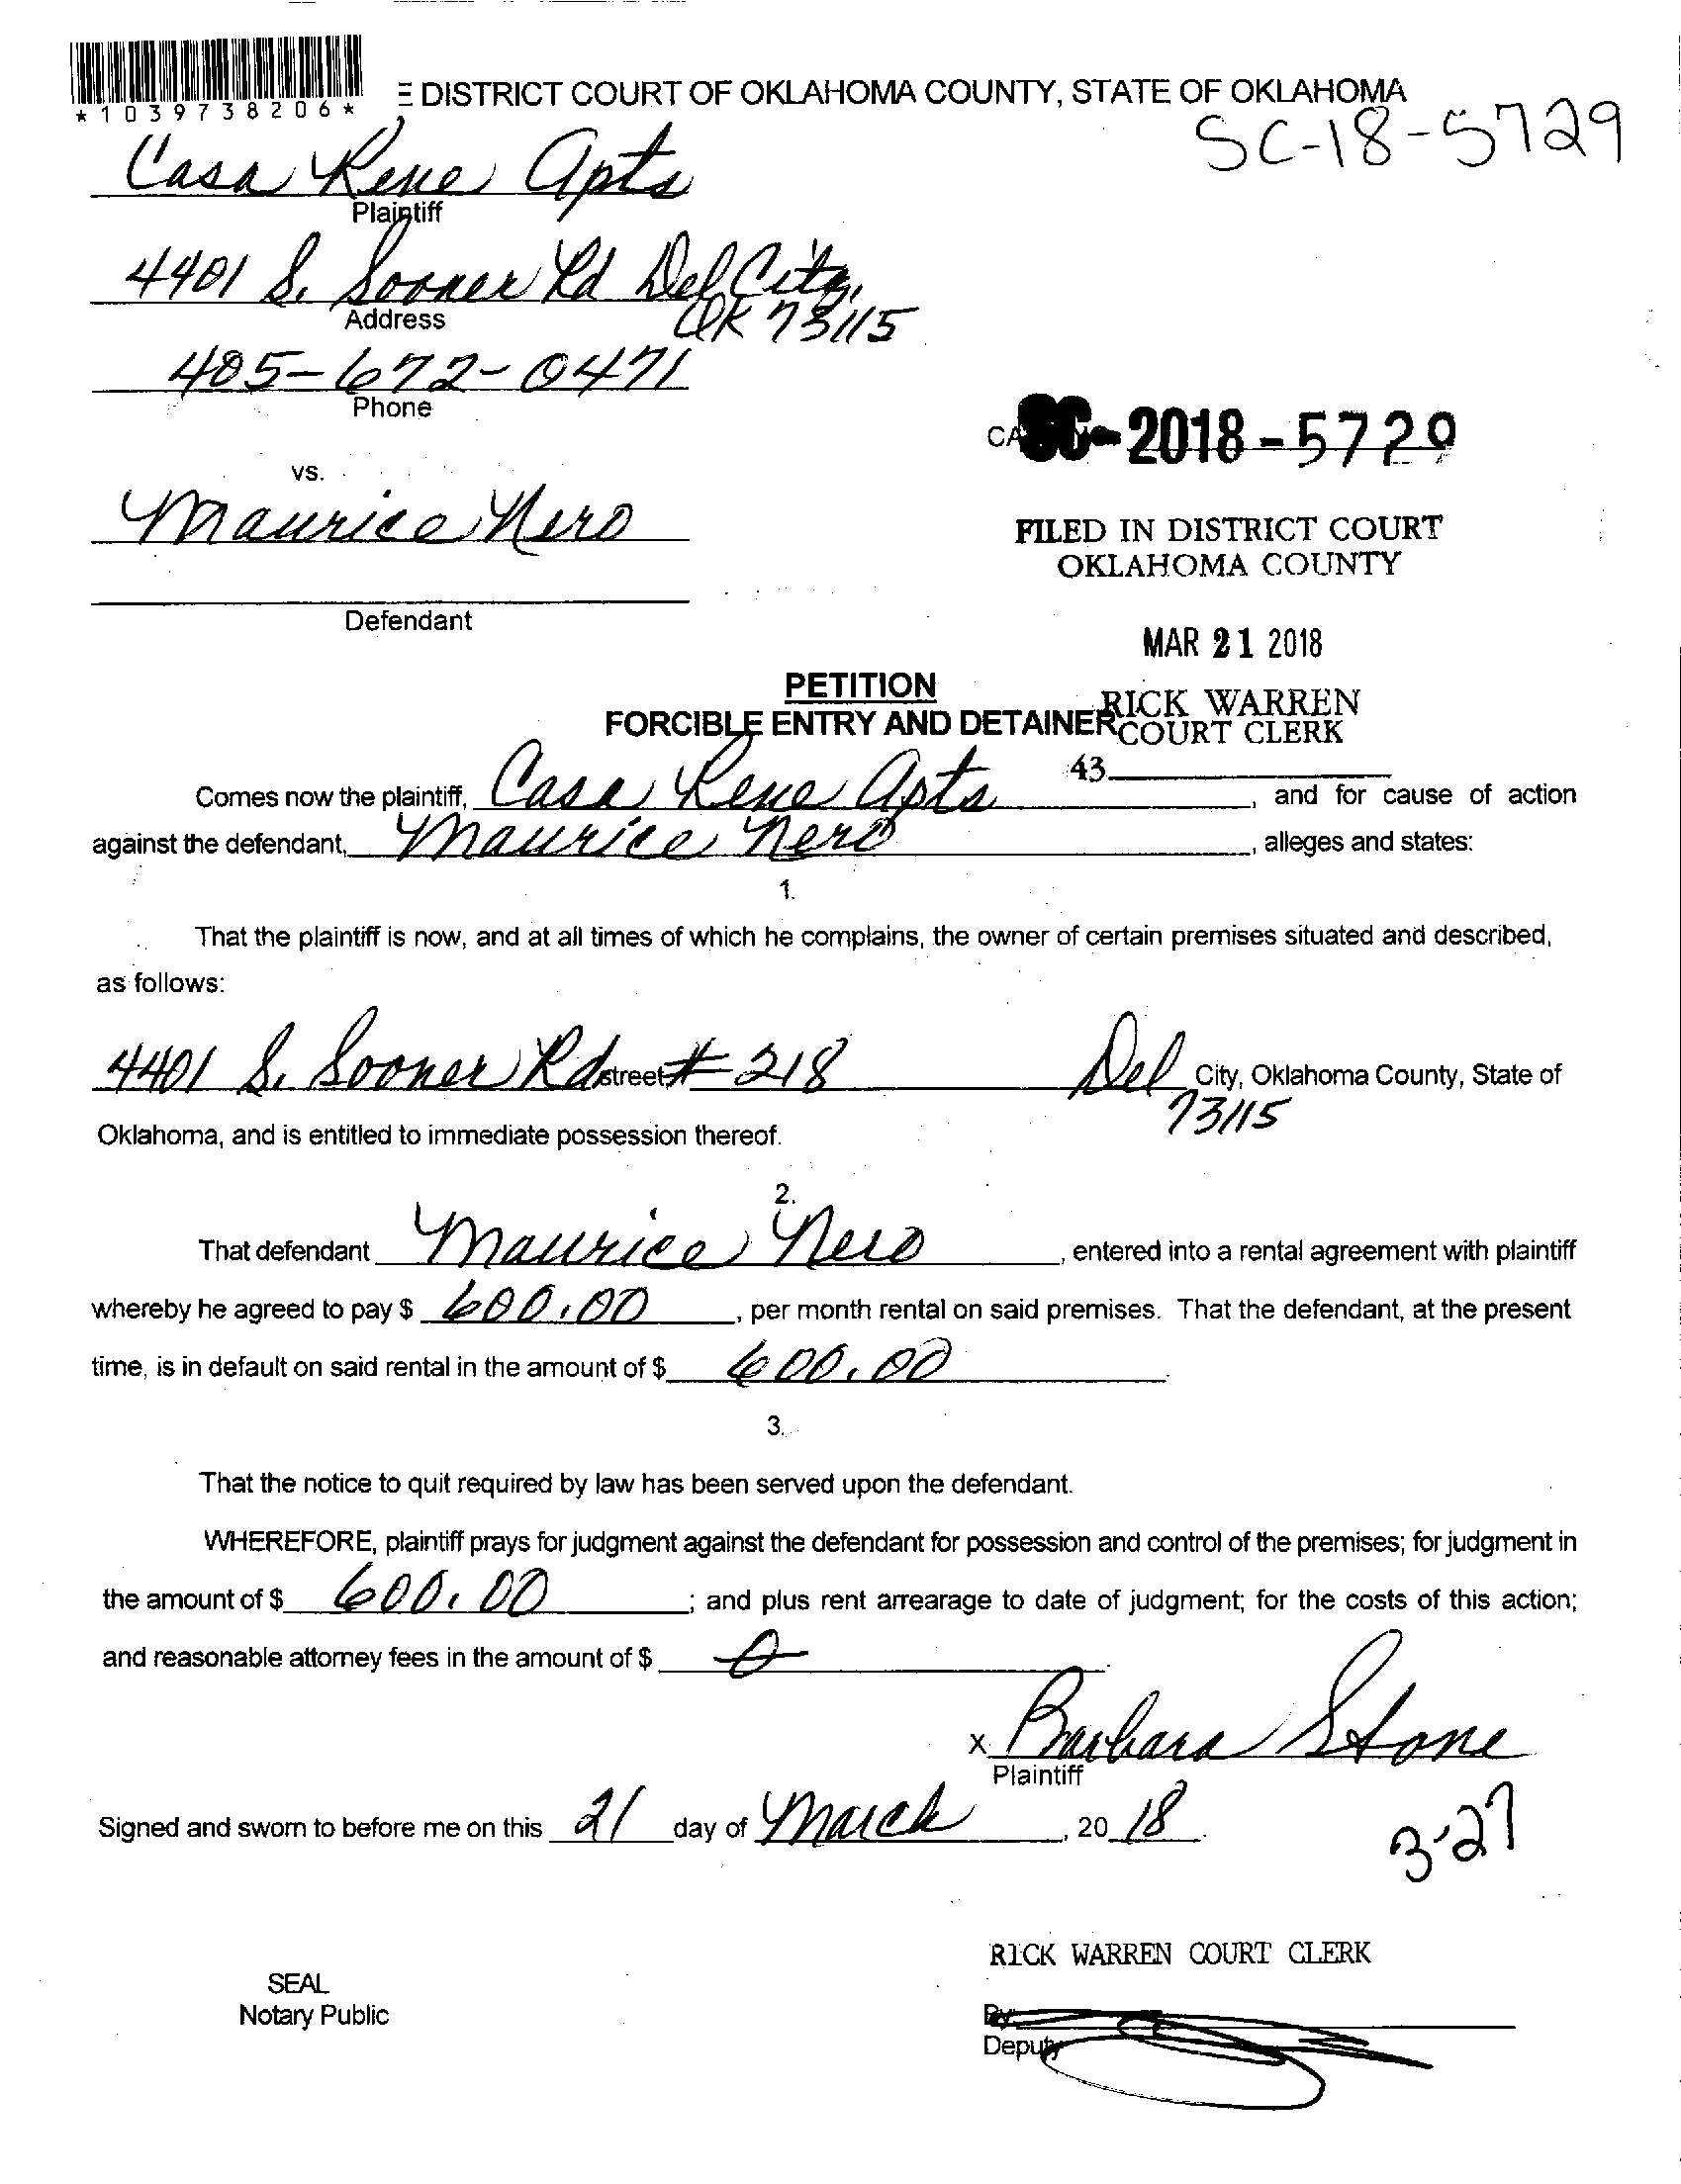 *1039738206*
E DISTRICT COURT OF OKLAHOMA COUNTY, STATE OF OKLAHOMA
SC-18-5729
Casa Rene Apts
Plaintiff
4401 S. Sooner Rd Del City,
OK 73115
Address
405-672-0471
Phone
SC-2018-5729
vs.
Maurice Nero
FILED IN DISTRICT COURT
OKLAHOMA COUNTY
Defendant
MAR 21 2018
PETITION
RICK WARREN
FORCIBLE ENTRY AND DETAINER
COURT CLERK
43
Comes now the plaintiff, Casa Rene Apts, and for cause of action
against the defendant, Maurice Nero, alleges and states:
1.
That the plaintiff is now, and at all times of which he complains, the owner of certain premises situated and described,
as follows:
4401 S. Sooner Rd street # 218 Del City, Oklahoma County, State of
73115
Oklahoma, and is entitled to immediate possession thereof.
2.
That defendant Maurice Nero, entered into a rental agreement with plaintiff
whereby he agreed to pay $ 600.00, per month rental on said premises. That the defendant, at the present
time, is in default on said rental in the amount of $ 600.00.
3.
That the notice to quit required by law has been served upon the defendant.
WHEREFORE, plaintiff prays for judgment against the defendant for possession and control of the premises; for judgment in
the amount of $ 600.00; and plus rent arrearage to date of judgment; for the costs of this action;
and reasonable attorney fees in the amount of $ 0.
X Barbara Stone
Plaintiff
Signed and sworn to before me on this 21 day of March, 20 18.
3-27
RICK WARREN COURT CLERK
SEAL
Notary Public
By:
Deputy